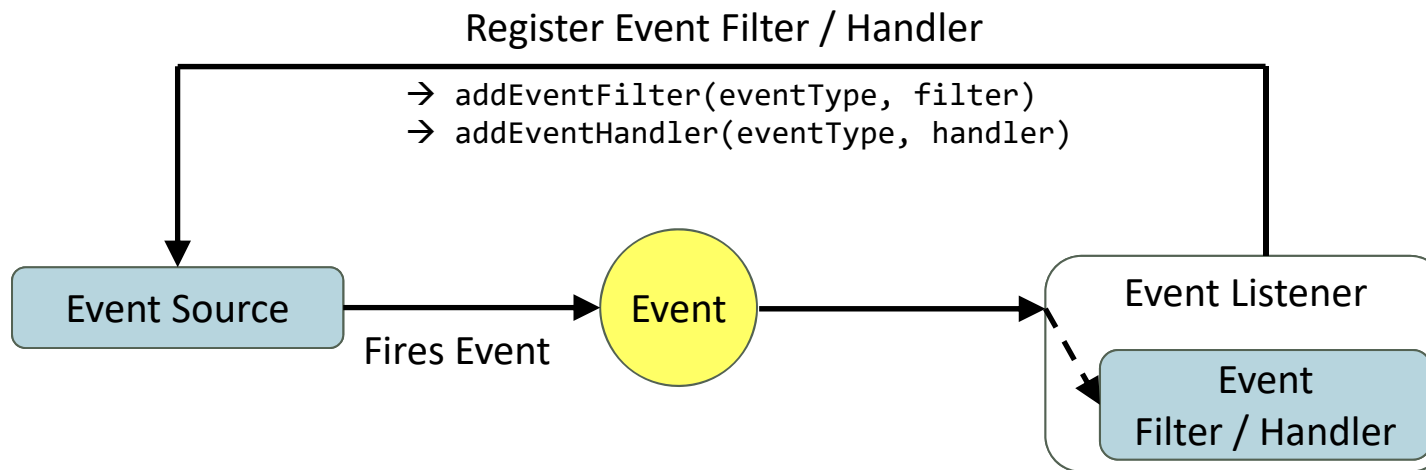 Register Event Filter / Handler
→ addEventFilter(eventType, filter)
→ addEventHandler(eventType, handler)
Event Source
Fires Event
Event
Event Listener
Event
Filter / Handler